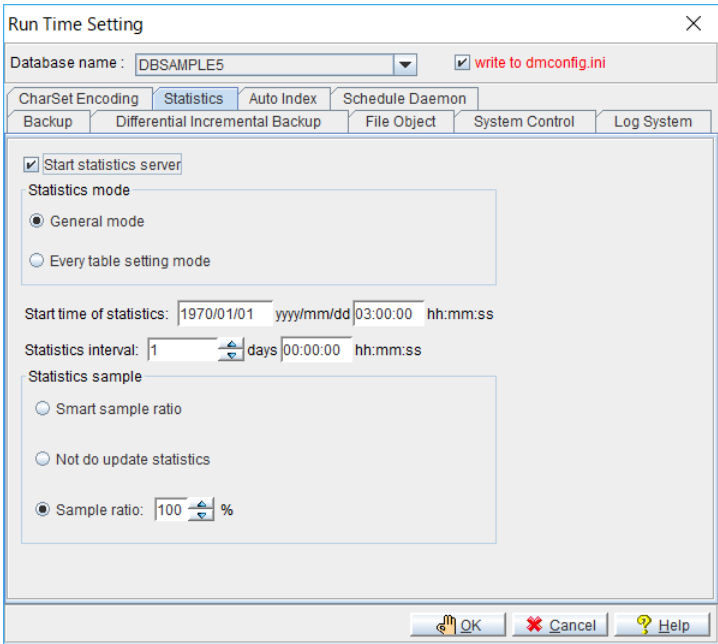 Run Time Setting
Database name : DBSAMPLE5 write to dmconfig.ini
CharSet Encoding Statistics Auto Index Schedule Daemon
Backup Differential Incremental Backup File Object System Control Log System
Start statistics server
Statistics mode
General mode
Every table setting mode
Start time of statistics: 1970/01/01 yyyy/mm/dd 03:00:00 hh:mm:ss
Statistics interval: 1 days 00:00:00 hh:mm:ss
Statistics sample
Smart sample ratio
Not do update statistics
Sample ratio: 100 %
OK Cancel Help